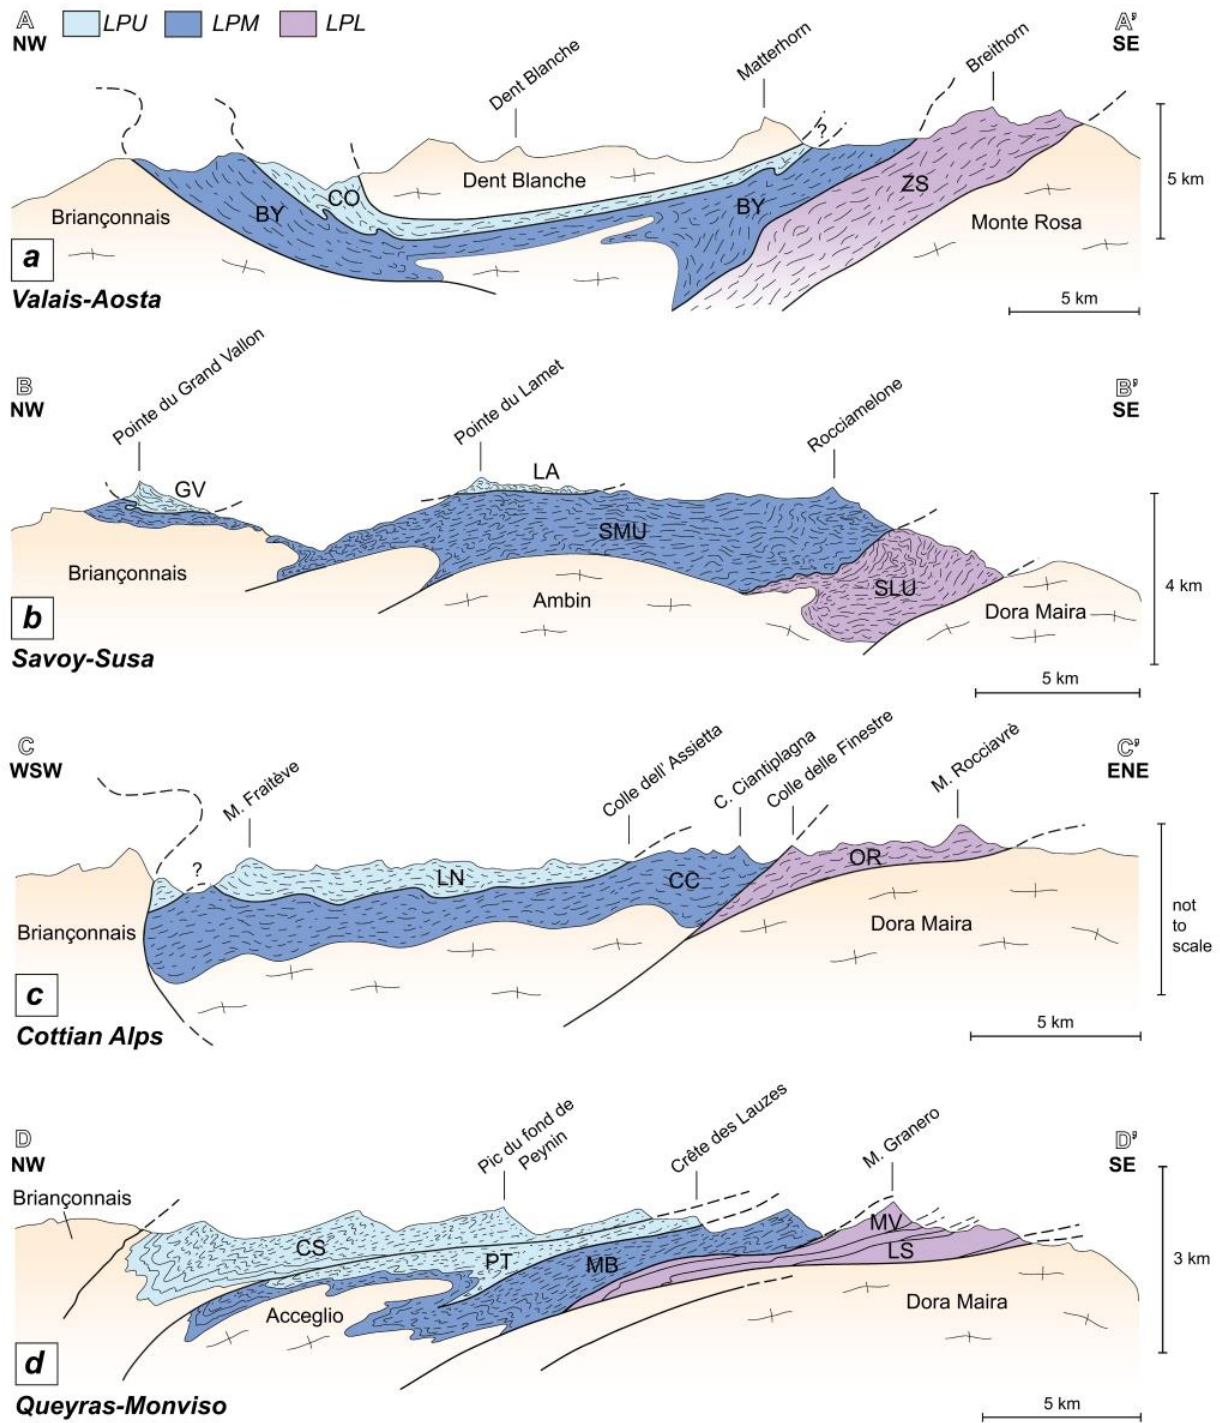 A
NW
LPU
LPM
LPL
A'
SE
Dent Blanche
Matterhorn
Breithorn
?
Briançonnais
BY
CO
Dent Blanche
BY
ZS
Monte Rosa
5 km
a
Valais-Aosta
5 km
B
NW
B'
SE
Pointe du Grand Vallon
Pointe du Lamet
Rocciamelone
GV
LA
SMU
SLU
Briançonnais
Ambin
Dora Maira
4 km
b
Savoy-Susa
5 km
C
WSW
C'
ENE
M. Fraitève
Colle dell' Assietta
C. Ciantiplagna
Colle delle Finestre
M. Rocciavrè
?
LN
CC
OR
Briançonnais
Dora Maira
not
to
scale
c
Cottian Alps
5 km
D
NW
D'
SE
Briançonnais
Pic du fond de
Peynin
Crête des Lauzes
M. Granero
CS
PT
MB
MV
LS
Acceglio
Dora Maira
3 km
d
Queyras-Monviso
5 km